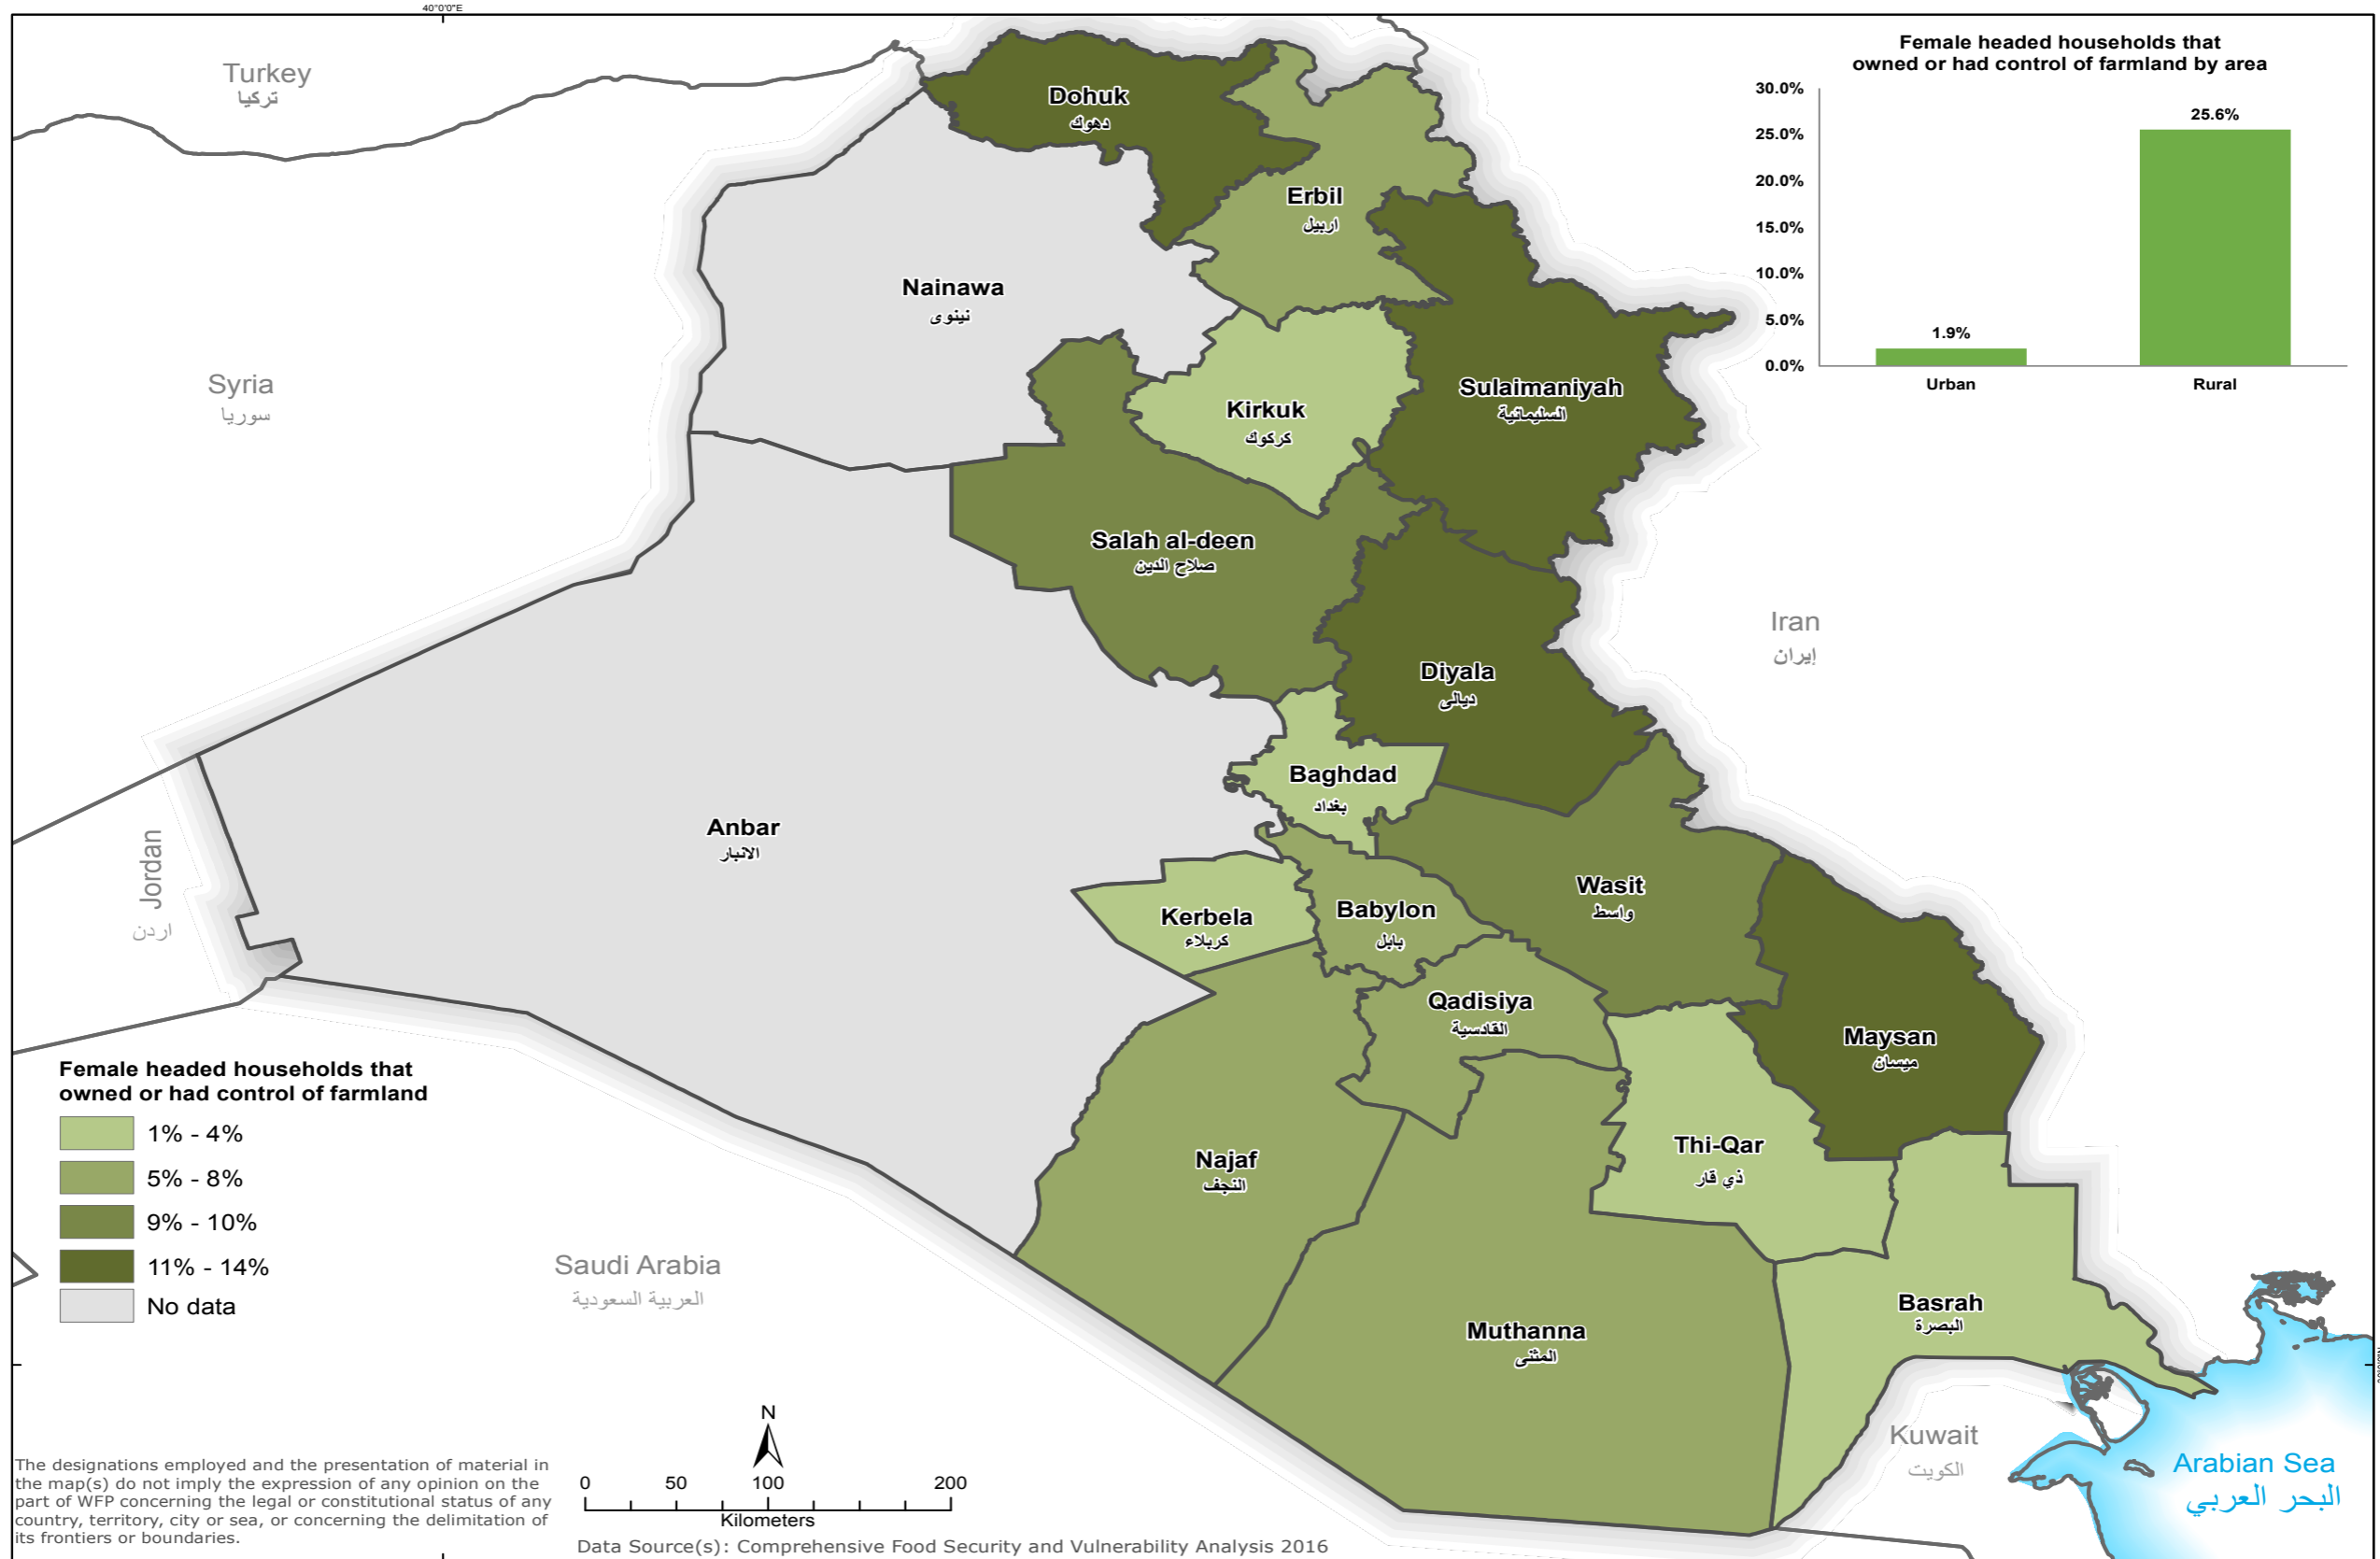 40°0'0"E
Turkey
تركيا
Syria
سوريا
Jordan
اردن
Iran
إيران
Saudi Arabia
العربية السعودية
Kuwait
الكويت
Arabian Sea
البحر العربي
Dohuk
دهوك
Erbil
اربيل
Nainawa
نينوى
Kirkuk
كركوك
Sulaimaniyah
السليمانية
Salah al-deen
صلاح الدين
Diyala
ديالى
Baghdad
بغداد
Anbar
الانبار
Kerbela
كربلاء
Babylon
بابل
Wasit
واسط
Qadisiya
القادسية
Maysan
ميسان
Najaf
النجف
Thi-Qar
ذي قار
Muthanna
المثنى
Basrah
البصرة
Female headed households that
owned or had control of farmland by area
30.0%
25.0%
20.0%
15.0%
10.0%
5.0%
0.0%
1.9%
25.6%
Urban
Rural
Female headed households that
owned or had control of farmland
1% - 4%
5% - 8%
9% - 10%
11% - 14%
No data
N
0 50 100 200
Kilometers
The designations employed and the presentation of material in
the map(s) do not imply the expression of any opinion on the
part of WFP concerning the legal or constitutional status of any
country, territory, city or sea, or concerning the delimitation of
its frontiers or boundaries.
Data Source(s): Comprehensive Food Security and Vulnerability Analysis 2016